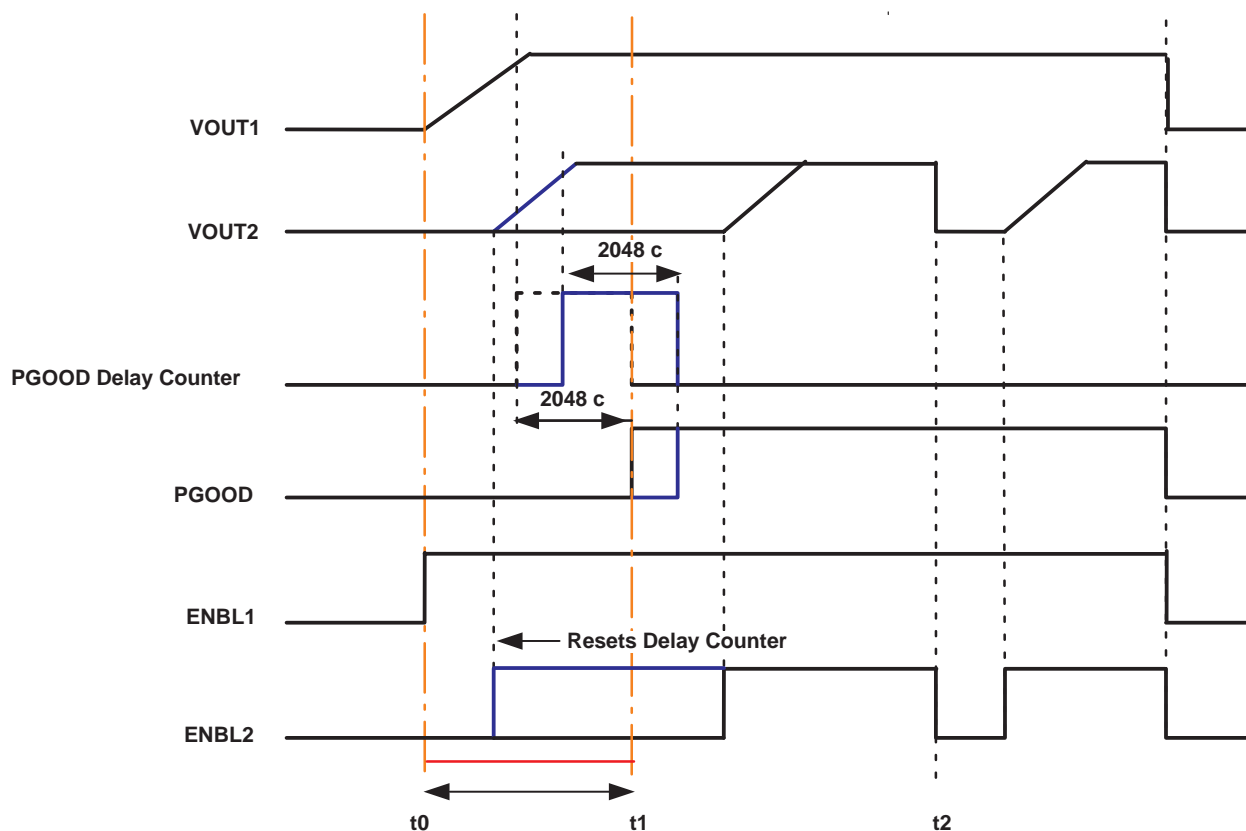 VOUT1
VOUT2
2048 c
PGOOD Delay Counter
2048 c
PGOOD
ENBL1
Resets Delay Counter
ENBL2
t0
t1
t2